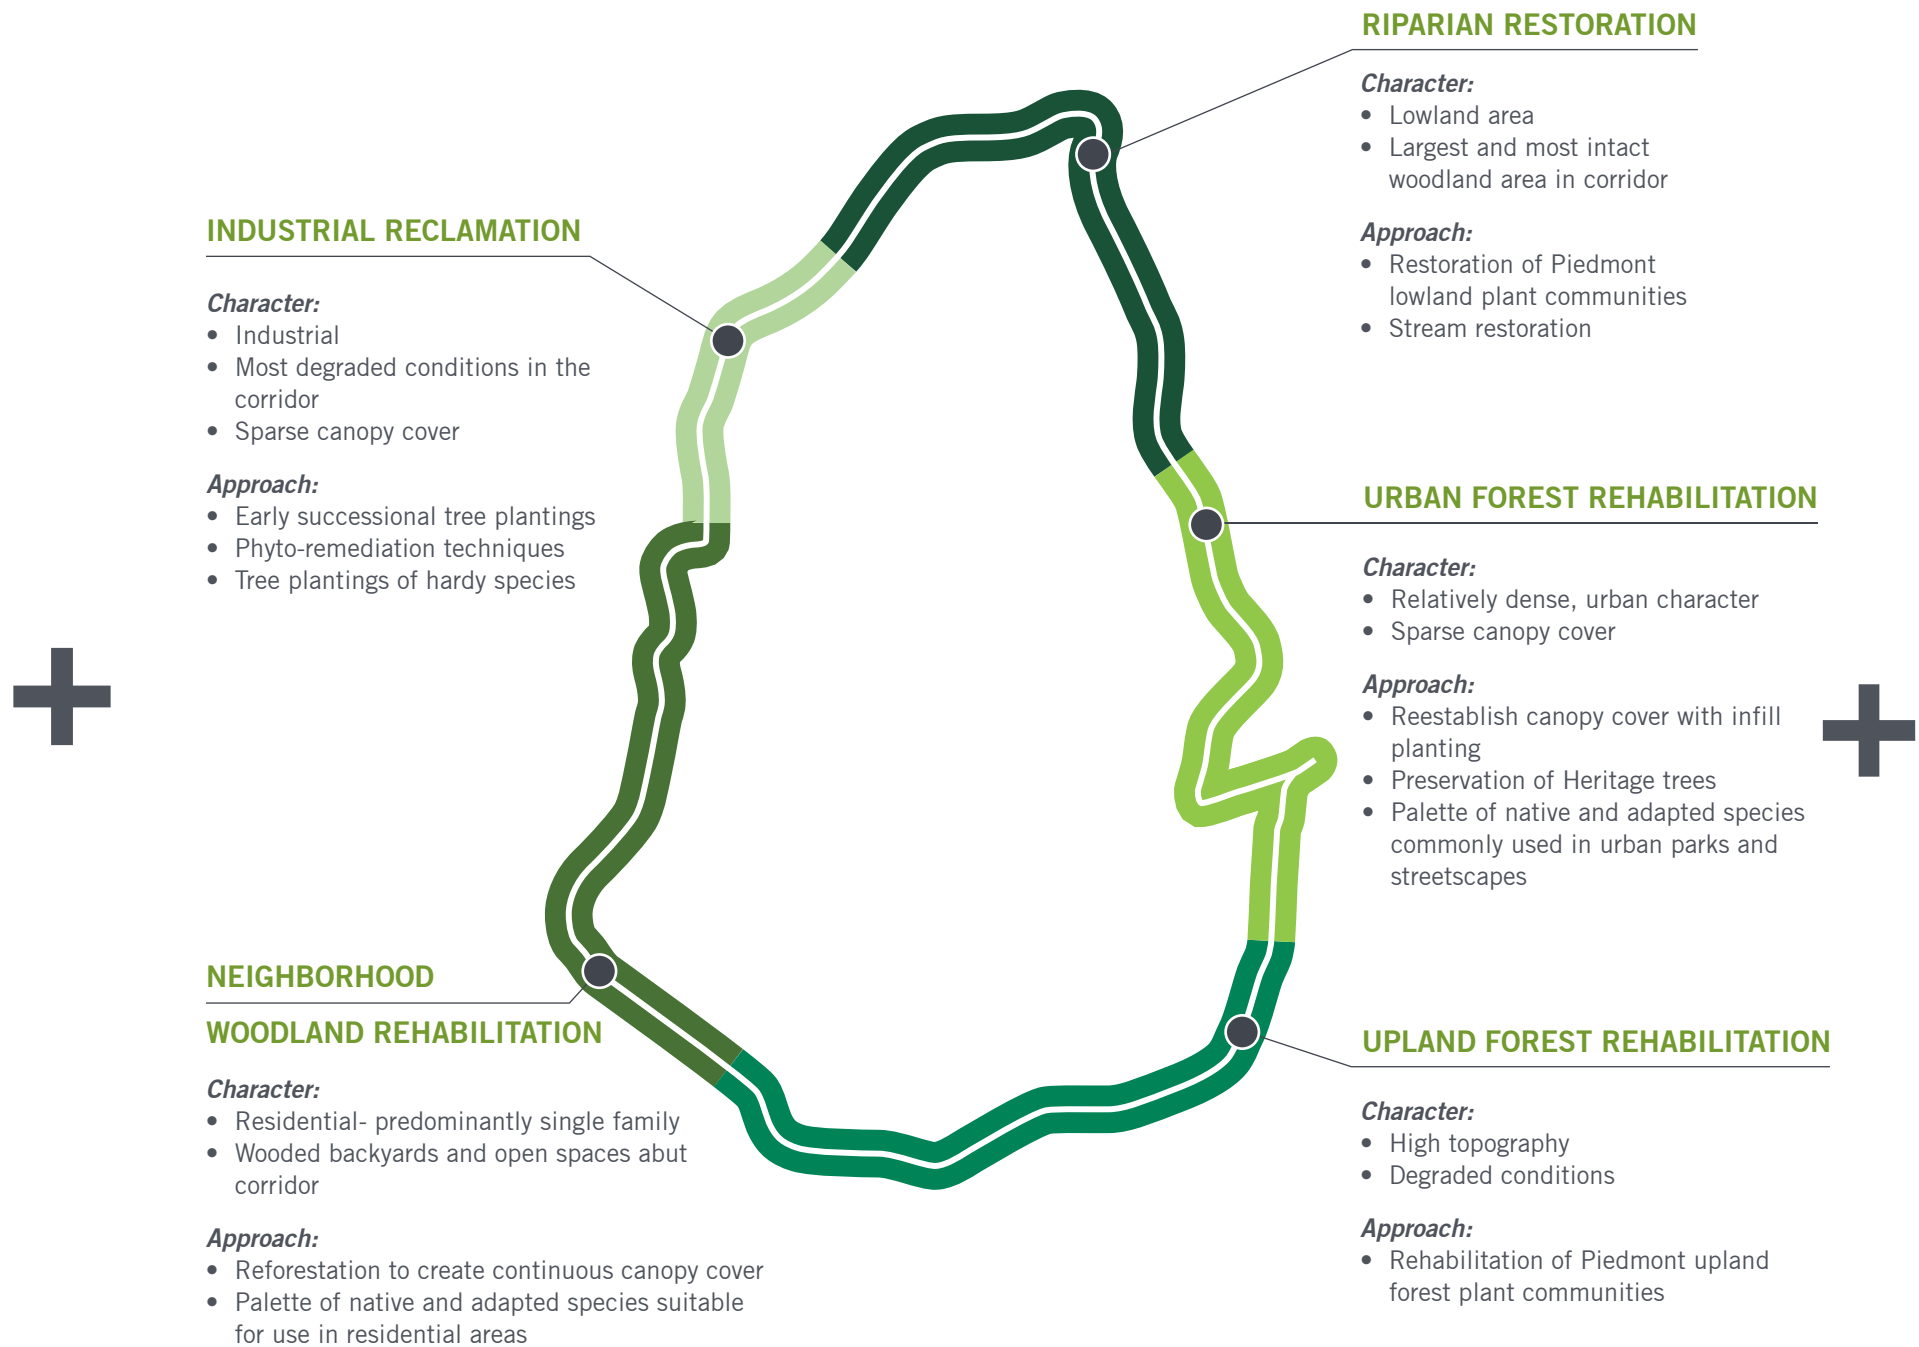 RIPARIAN RESTORATION
Character:
• Lowland area
• Largest and most intact
woodland area in corridor
Approach:
• Restoration of Piedmont
lowland plant communities
• Stream restoration
INDUSTRIAL RECLAMATION
Character:
• Industrial
• Most degraded conditions in the
corridor
• Sparse canopy cover
Approach:
• Early successional tree plantings
• Phyto-remediation techniques
• Tree plantings of hardy species
URBAN FOREST REHABILITATION
Character:
• Relatively dense, urban character
• Sparse canopy cover
Approach:
• Reestablish canopy cover with infill
planting
• Preservation of Heritage trees
• Palette of native and adapted species
commonly used in urban parks and
streetscapes
NEIGHBORHOOD
WOODLAND REHABILITATION
Character:
• Residential- predominantly single family
• Wooded backyards and open spaces abut
corridor
Approach:
• Reforestation to create continuous canopy cover
• Palette of native and adapted species suitable
for use in residential areas
UPLAND FOREST REHABILITATION
Character:
• High topography
• Degraded conditions
Approach:
• Rehabilitation of Piedmont upland
forest plant communities